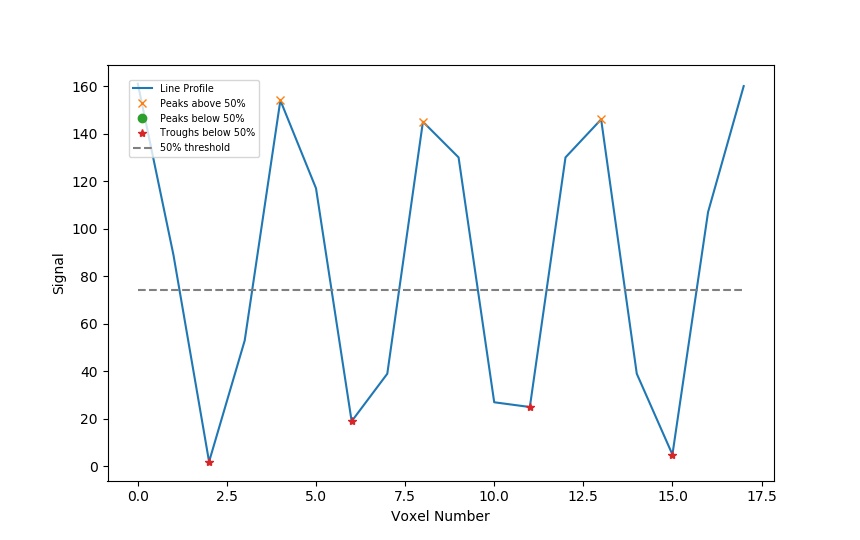 Line Profile
Peaks above 50%
Peaks below 50%
Troughs below 50%
50% threshold
160
140
120
100
80
60
40
20
0
Signal
0.0 2.5 5.0 7.5 10.0 12.5 15.0 17.5
Voxel Number